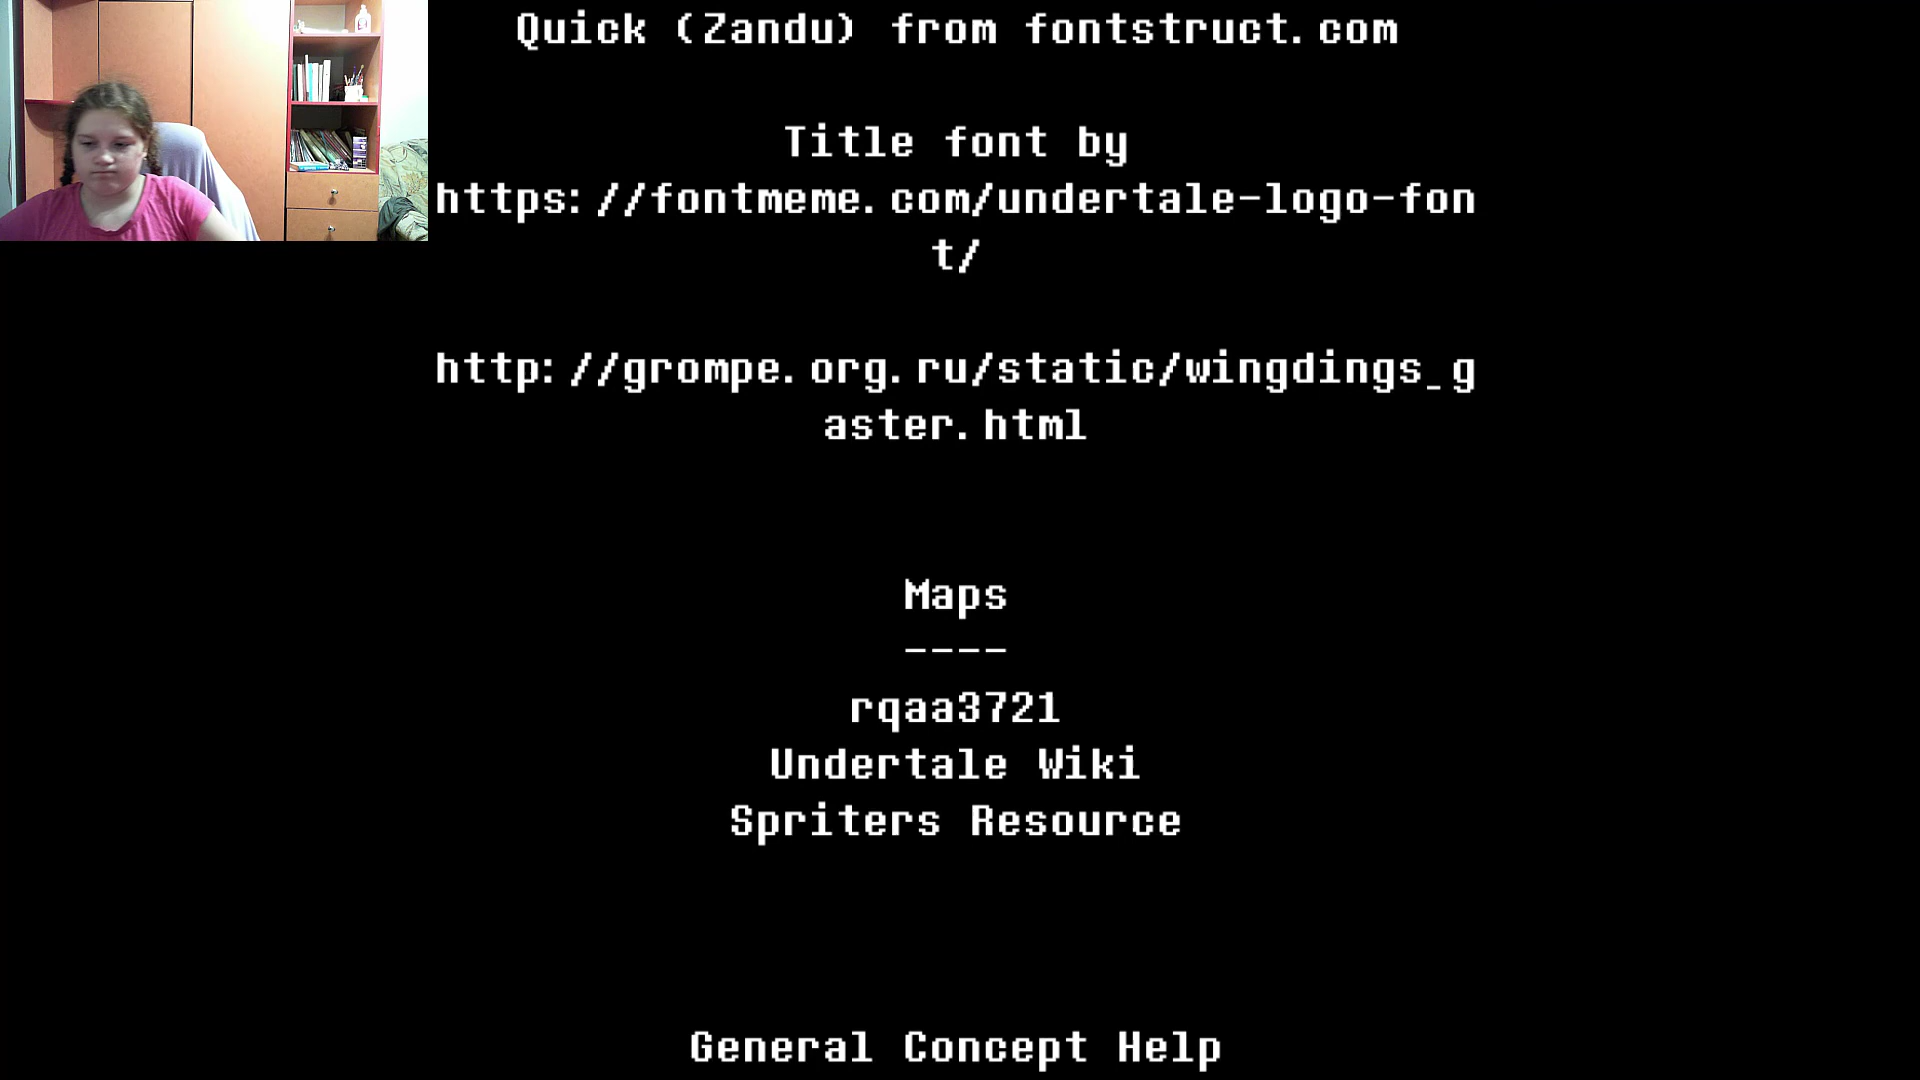 Quick (Zandu) from fontstruct.com
Title font by
https://fontmeme.com/undertale-logo-fon
t/
http://grompe.org.ru/static/wingdings_g
aster.html
Maps
----
rqaa3721
Undertale Wiki
Spriters Resource
General Concept Help